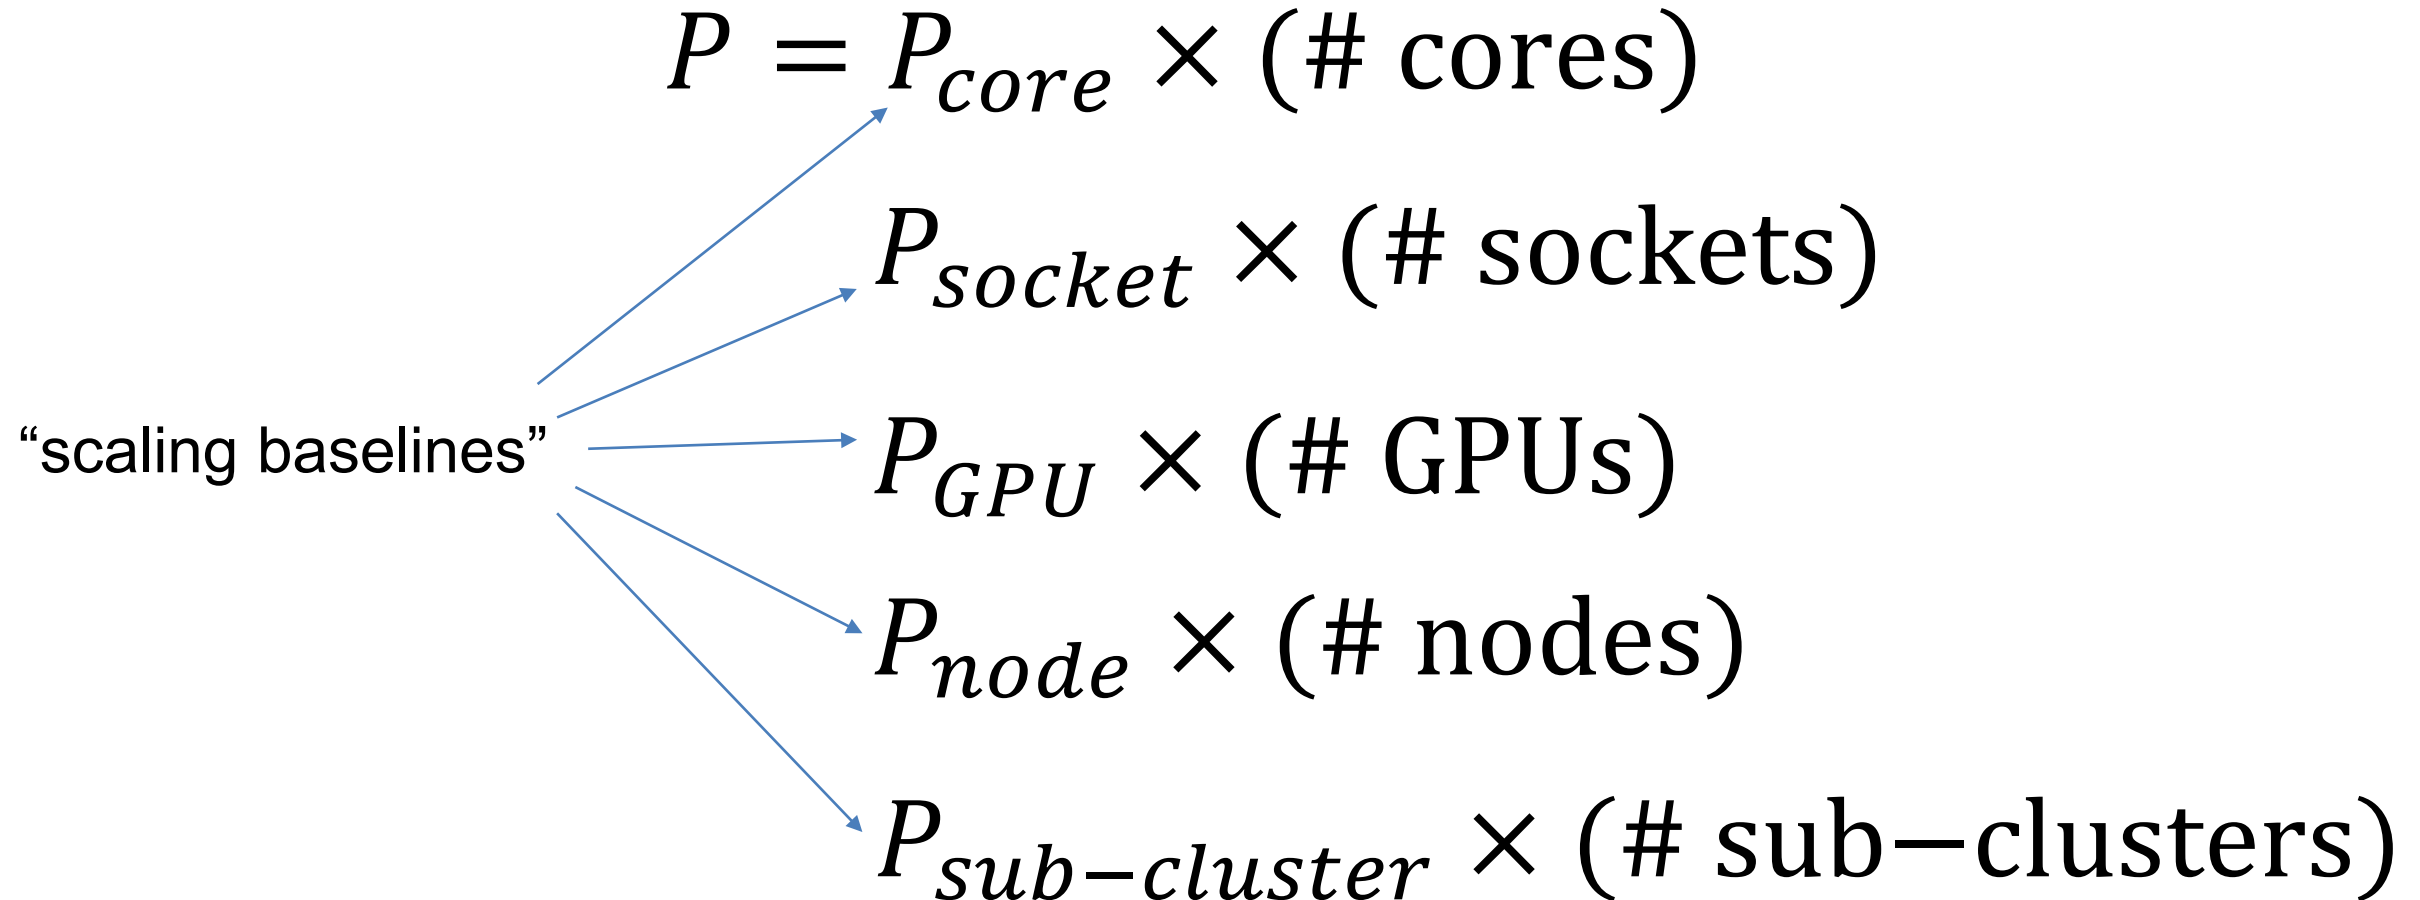 P = P_core × (# cores)
P_socket × (# sockets)
“scaling baselines”
P_GPU × (# GPUs)
P_node × (# nodes)
P_sub−cluster × (# sub−clusters)